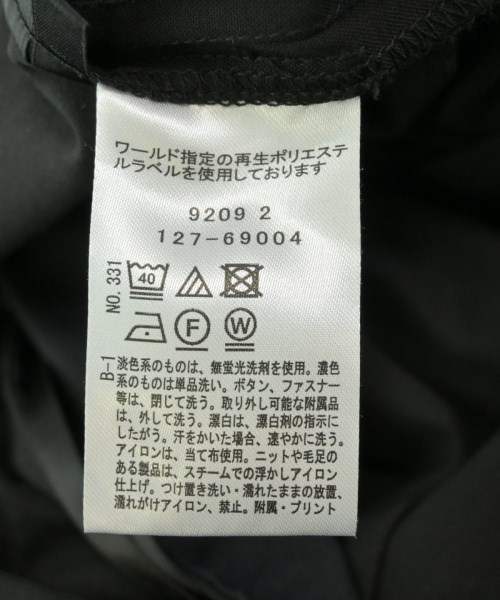 ワールド指定の再生ポリエステ
ルラベルを使用しております
9209 2
127-69004
NO.331
40
F
W
B-1
淡色系のものは、無蛍光洗剤を使用。濃色
系のものは単品洗い。ボタン、ファスナー
等は、閉じて洗う。取り外し可能な附属品
は、外して洗う。漂白は、漂白剤の指示に
したがう。汗をかいた場合、速やかに洗う。
アイロンは、当て布使用。ニットや毛足の
ある製品は、スチームでの浮かしアイロン
仕上げ。つけ置き洗い・濡れたままの放置、
濡れがけアイロン、禁止。附属・プリント